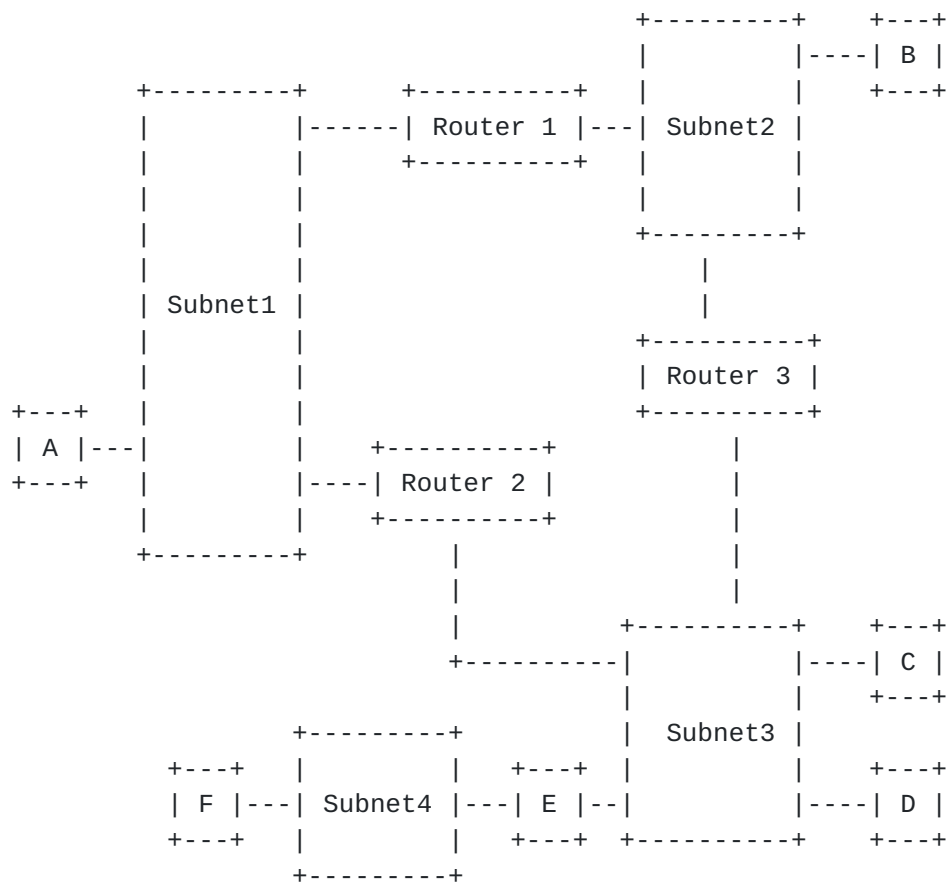 B
Router 1 Subnet2
Subnet1
Router 3
A
Router 2
C
Subnet3
F Subnet4 E D